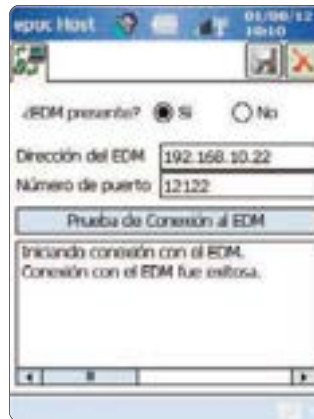 epoc Host 01/06/12
10:10
¿EDM presente? Si No
Dirección del EDM 192.168.10.22
Número de puerto 12122
Prueba de Conexión al EDM
Iniciando conexión con el EDM.
Conexión con el EDM fue exitosa.